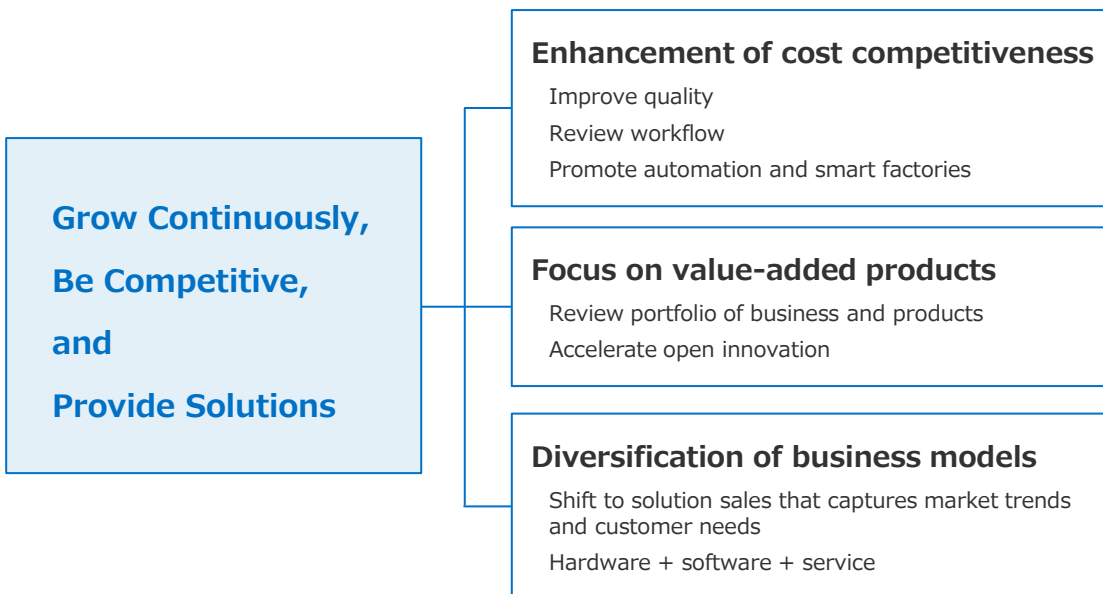 Grow Continuously,
Be Competitive,
and
Provide Solutions
Enhancement of cost competitiveness
Improve quality
Review workflow
Promote automation and smart factories
Focus on value-added products
Review portfolio of business and products
Accelerate open innovation
Diversification of business models
Shift to solution sales that captures market trends
and customer needs
Hardware + software + service